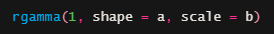 rgamma(1, shape = a, scale = b)